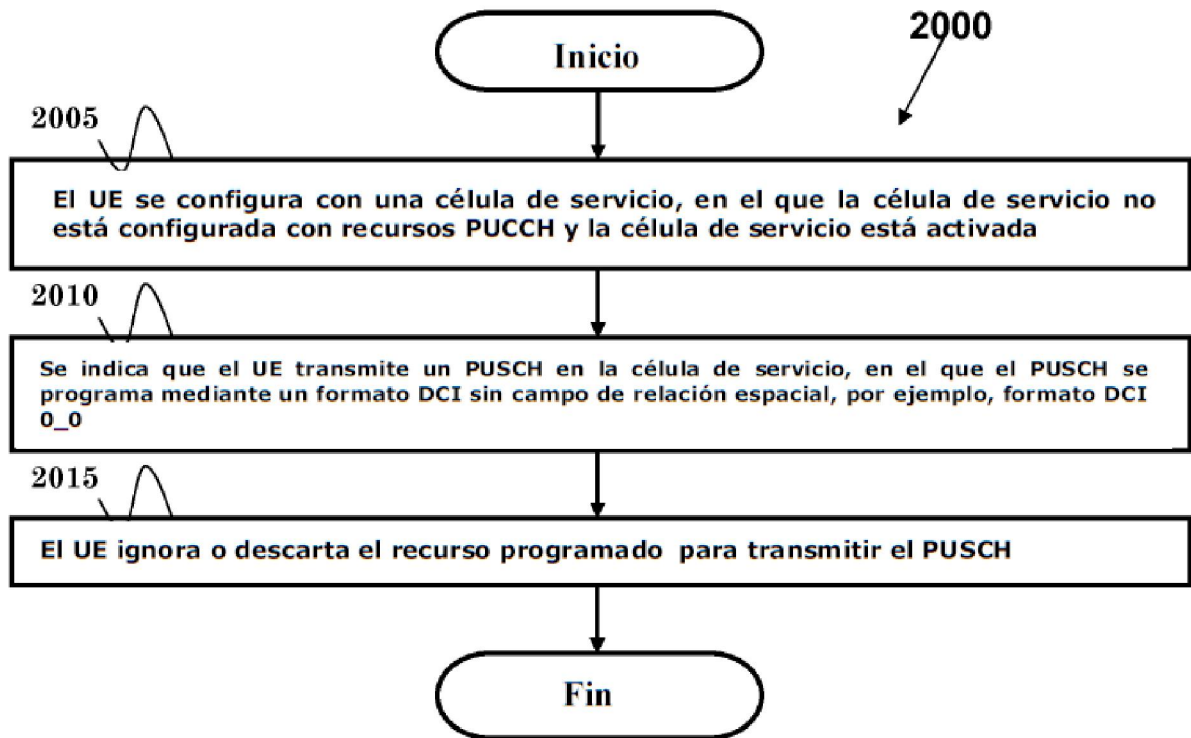 2000
Inicio
2005
El UE se configura con una célula de servicio, en el que la célula de servicio no
está configurada con recursos PUCCH y la célula de servicio está activada
2010
Se indica que el UE transmite un PUSCH en la célula de servicio, en el que el PUSCH se
programa mediante un formato DCI sin campo de relación espacial, por ejemplo, formato DCI
0_0
2015
El UE ignora o descarta el recurso programado para transmitir el PUSCH
Fin